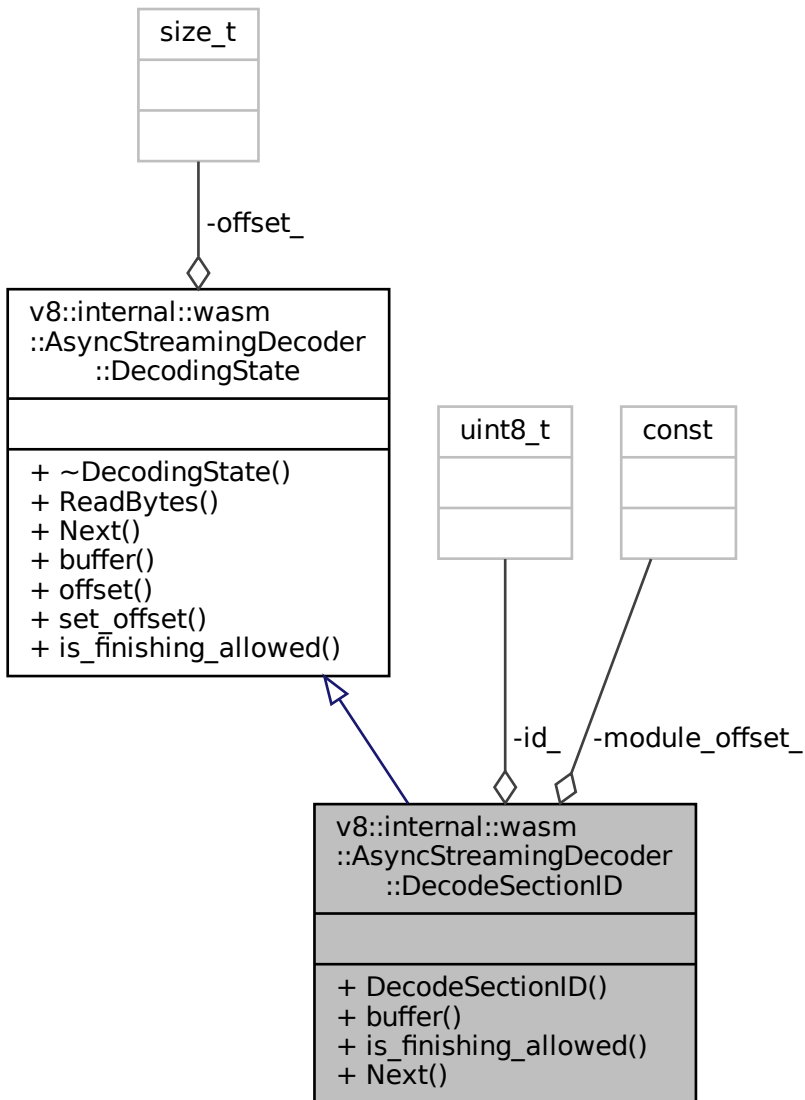 size_t
-offset_
v8::internal::wasm
::AsyncStreamingDecoder
::DecodingState
+ ~DecodingState()
+ ReadBytes()
+ Next()
+ buffer()
+ offset()
+ set_offset()
+ is_finishing_allowed()
uint8_t
const
-id_
-module_offset_
v8::internal::wasm
::AsyncStreamingDecoder
::DecodeSectionID
+ DecodeSectionID()
+ buffer()
+ is_finishing_allowed()
+ Next()